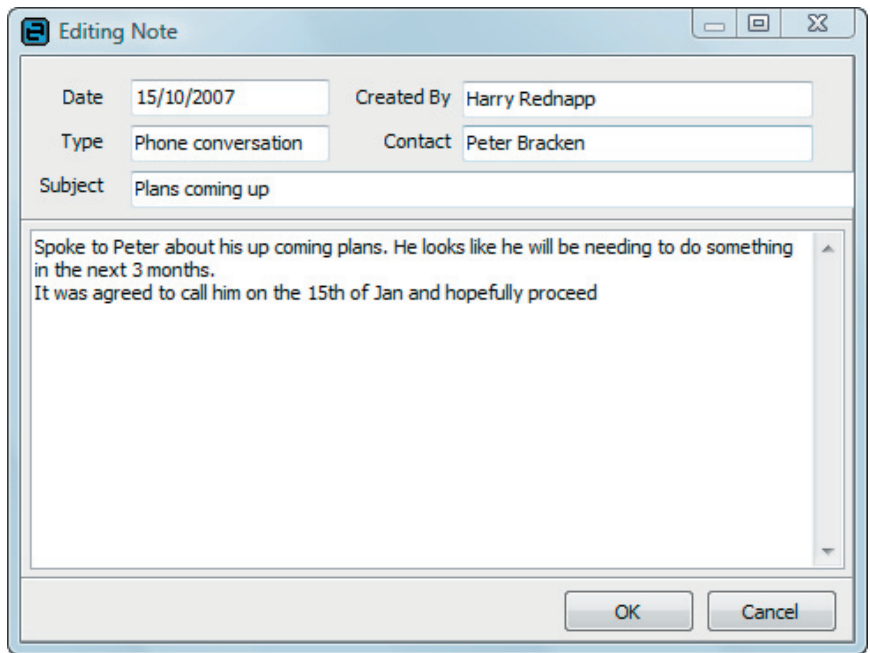 Editing Note
Date 15/10/2007 Created By Harry Rednapp
Type Phone conversation Contact Peter Bracken
Subject Plans coming up
Spoke to Peter about his up coming plans. He looks like he will be needing to do something
in the next 3 months.
It was agreed to call him on the 15th of Jan and hopefully proceed
OK Cancel